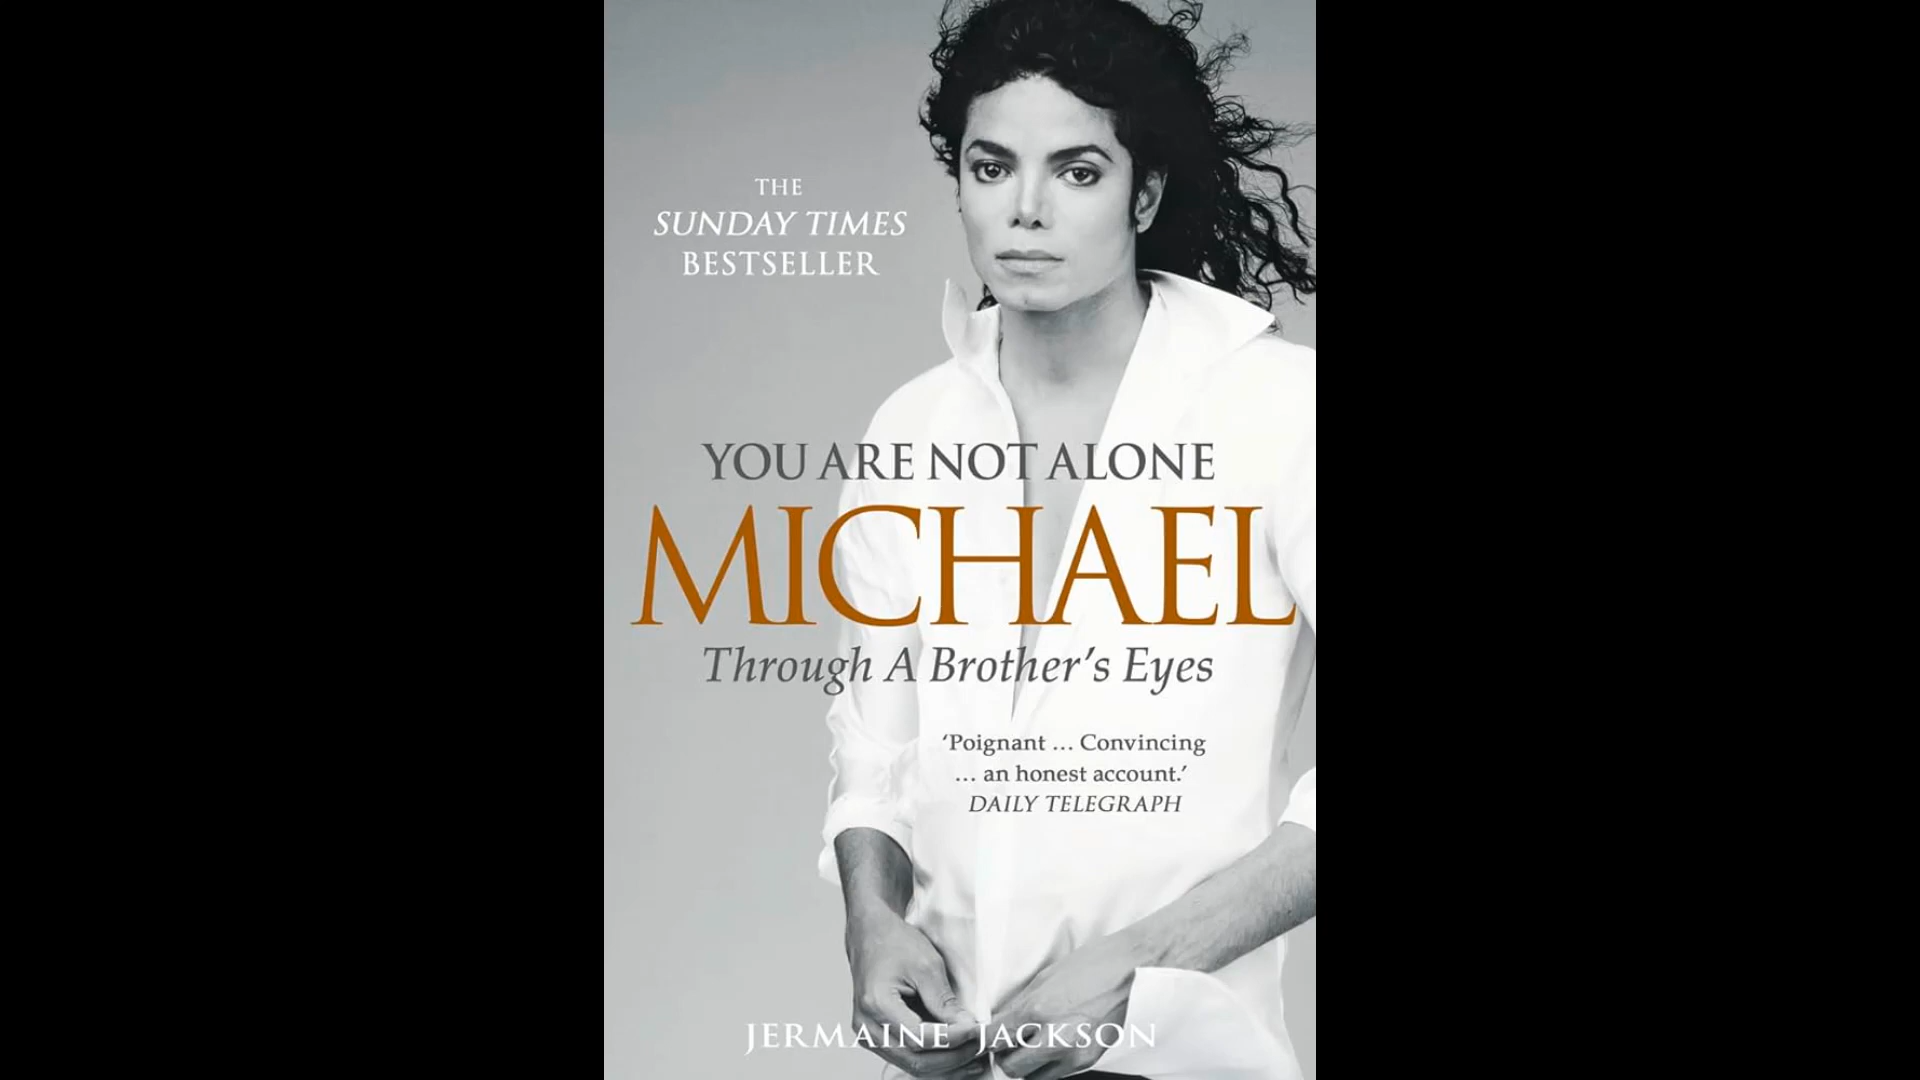 THE
SUNDAY TIMES
BESTSELLER
YOU ARE NOT ALONE
MICHAEL
Through A Brother's Eyes
'Poignant ... Convincing
... an honest account.'
DAILY TELEGRAPH
JERMAINE JACKSON